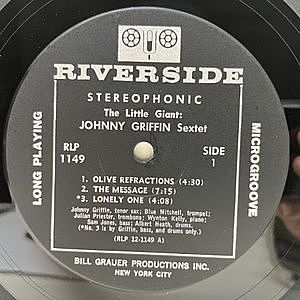 RIVERSIDE
STEREOPHONIC
The Little Giant:
JOHNNY GRIFFIN Sextet
RLP
1149
SIDE
1
LONG PLAYING
MICROGROOVE
1. OLIVE REFRACTIONS (4:30)
2. THE MESSAGE (7:15)
*3. LONELY ONE (4:08)
Johnny Griffin, tenor sax; Blue Mitchell, trumpet;
Julian Priester, trombone; Wynton Kelly, piano;
Sam Jones, bass; Albert Heath, drums.
(*No. 3 is by Griffin, bass, and drums only.)
(RLP 12-1149 A)
BILL GRAUER PRODUCTIONS INC.
NEW YORK CITY